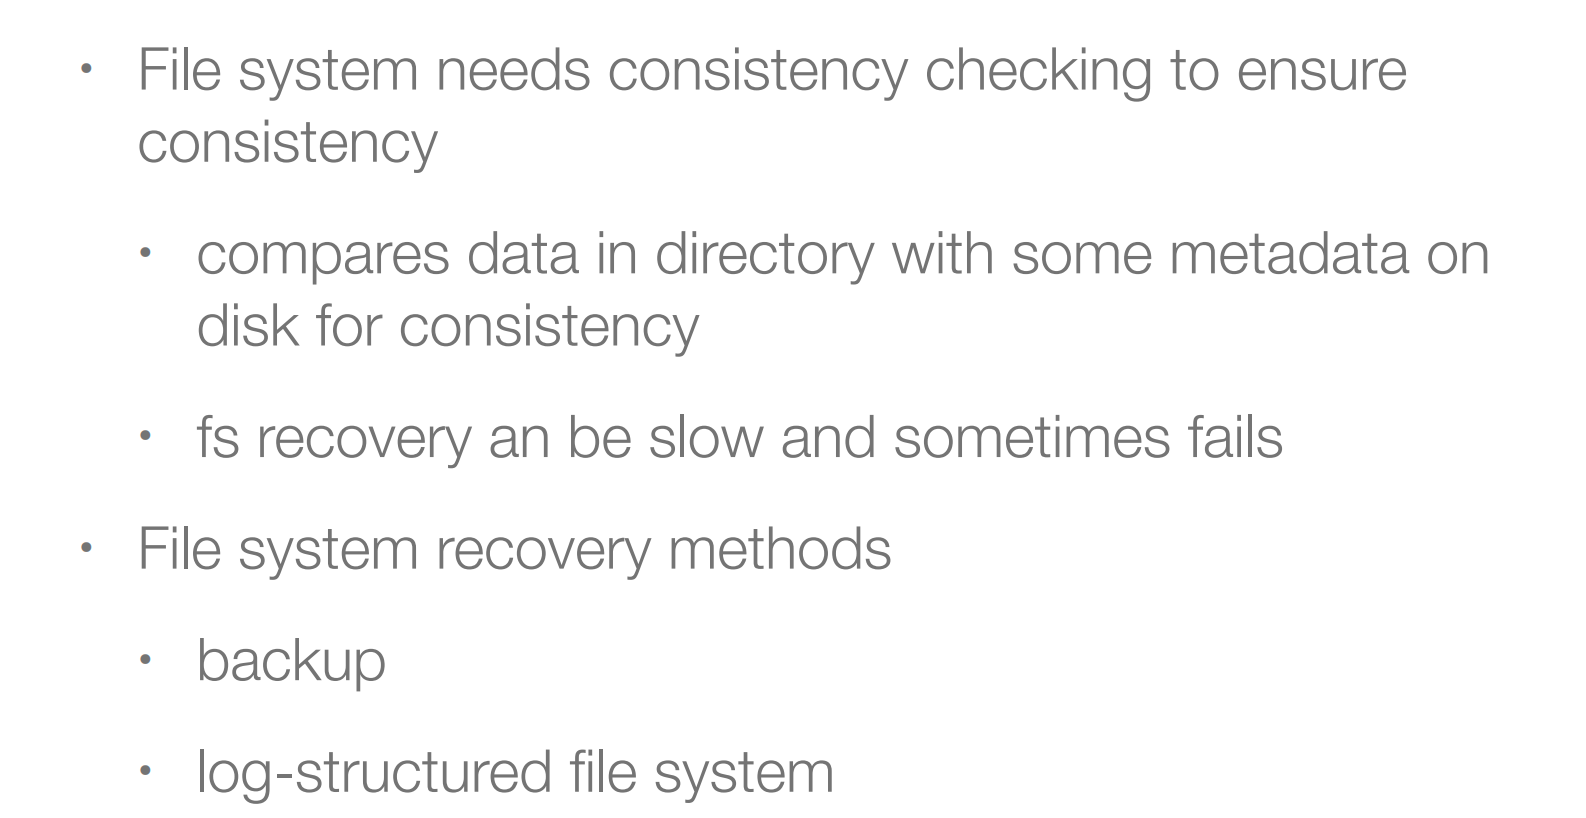 • File system needs consistency checking to ensure
consistency
• compares data in directory with some metadata on
disk for consistency
• fs recovery an be slow and sometimes fails
• File system recovery methods
• backup
• log-structured file system